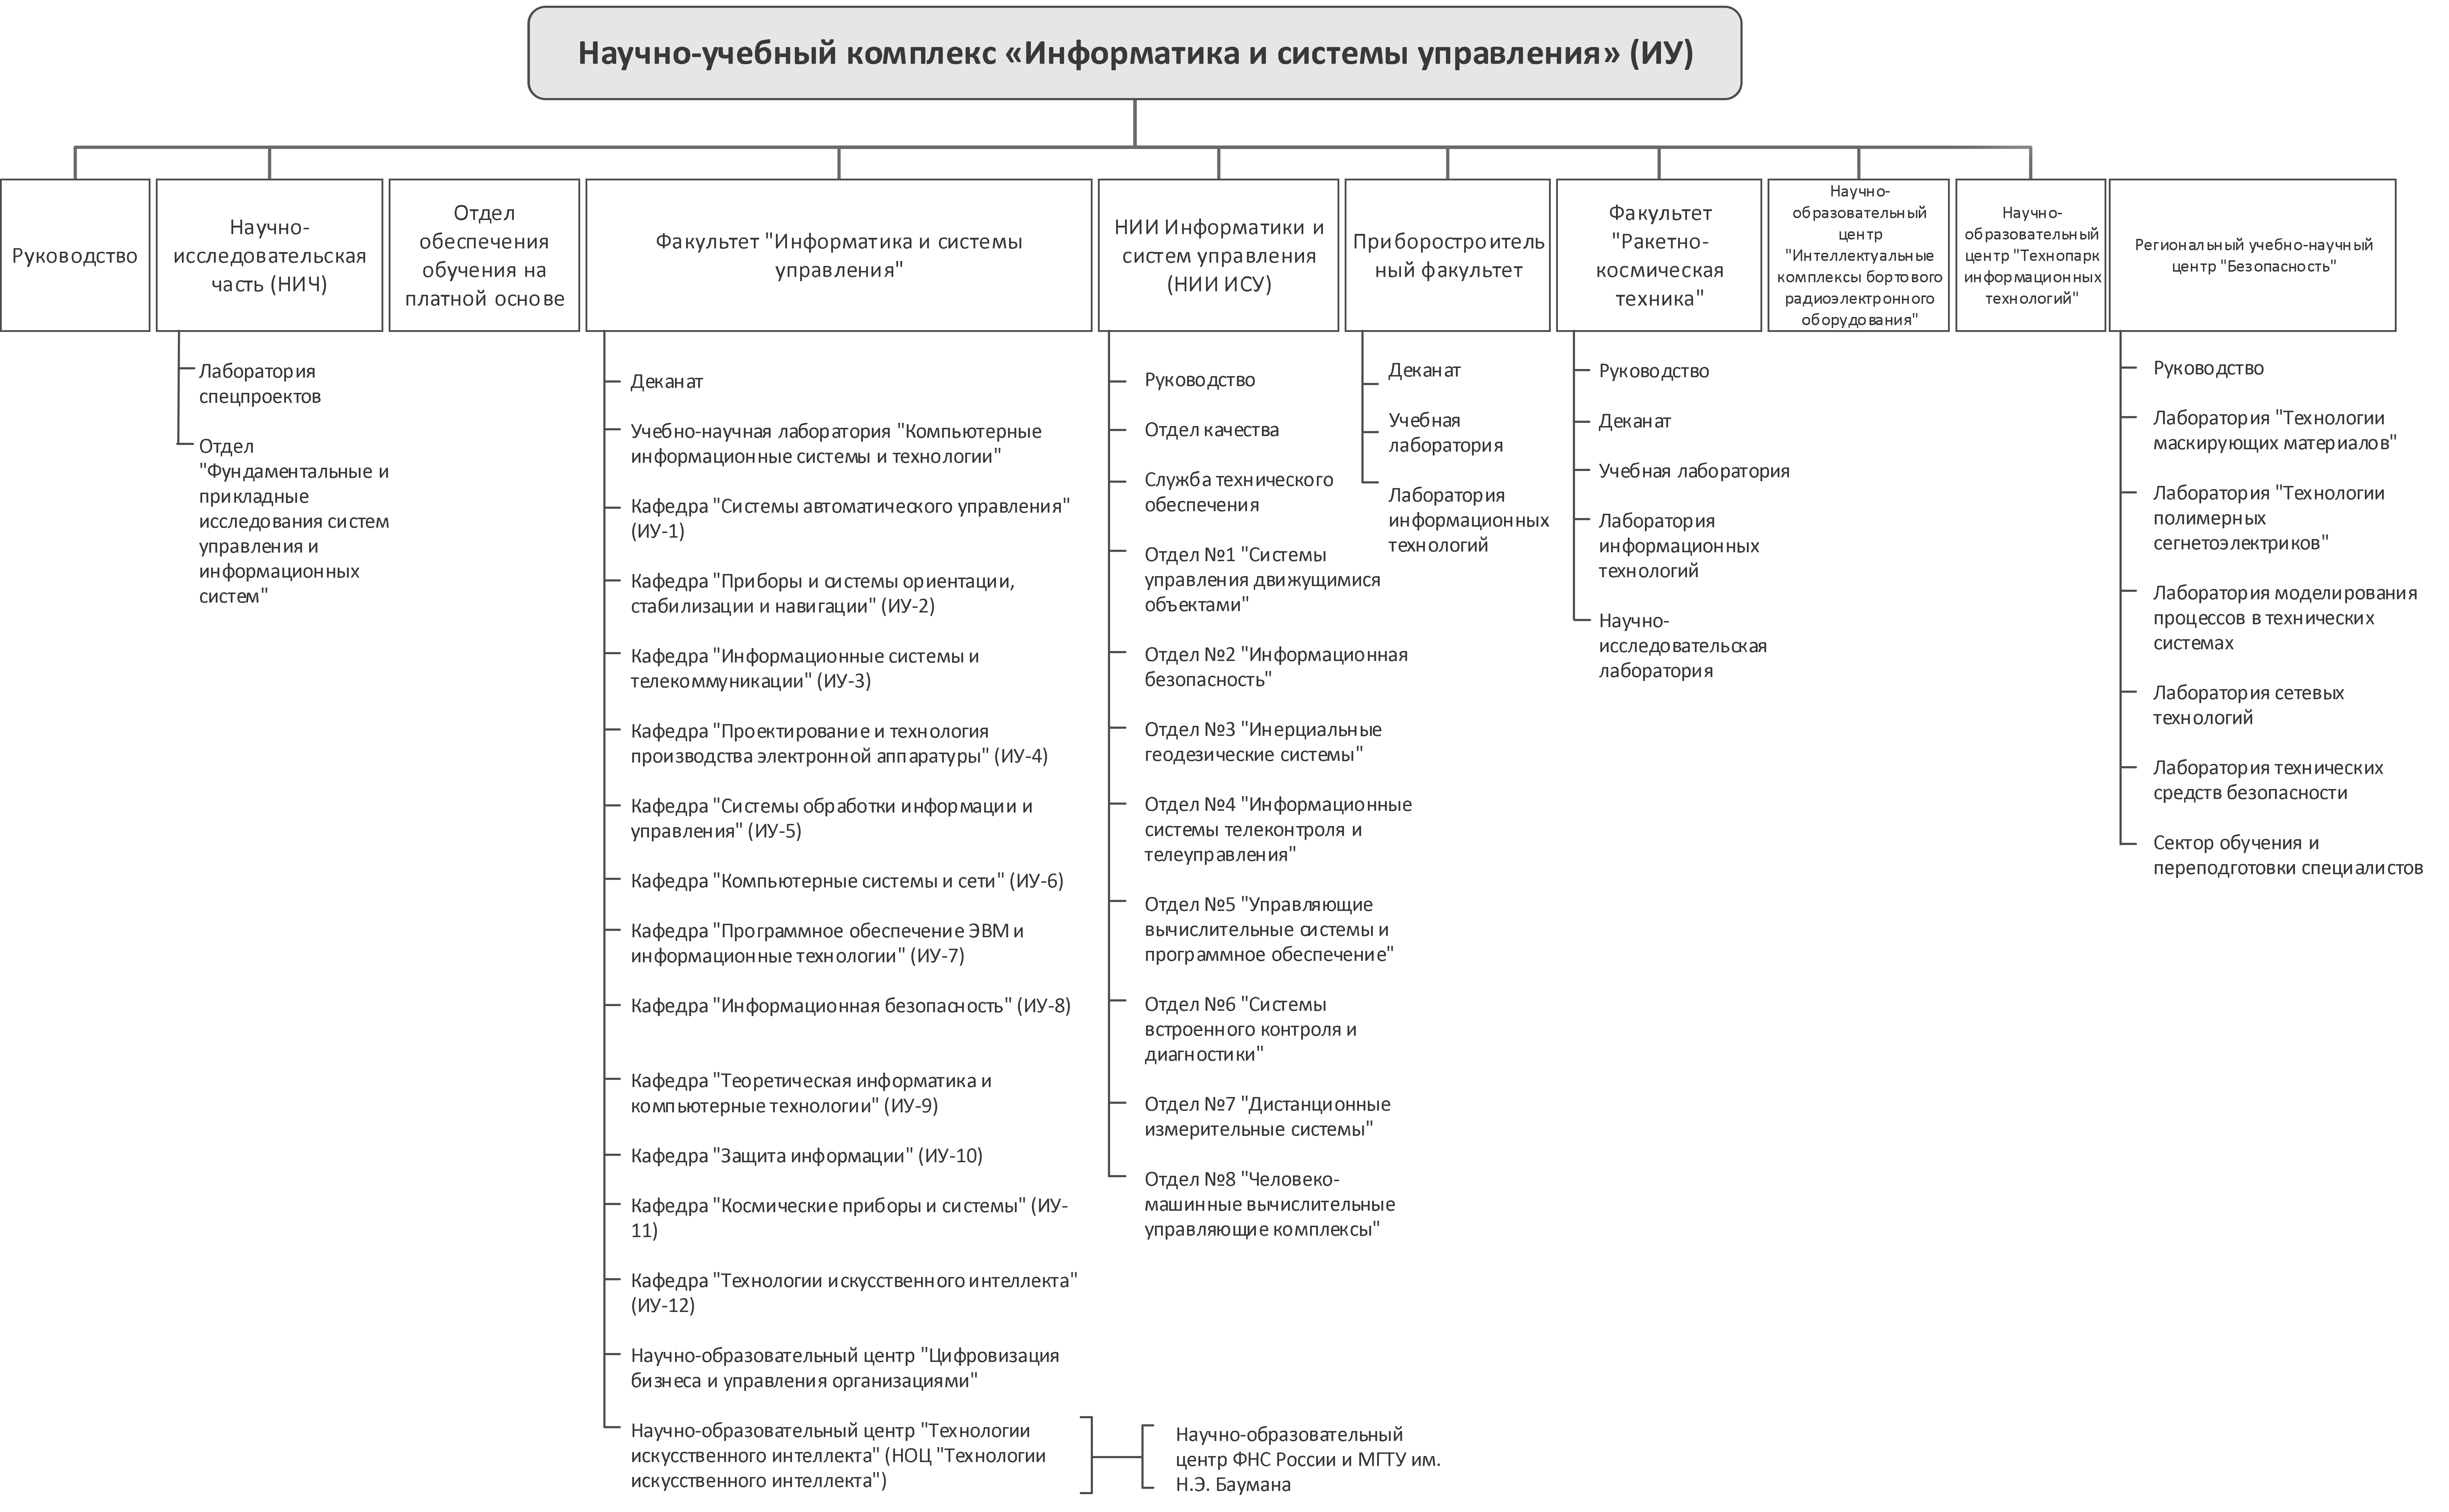 Научно-учебный комплекс «Информатика и системы управления» (ИУ)
Руководство
Научно-
исследовательская
часть (НИЧ)
Отдел
обеспечения
обучения на
платной основе
Факультет "Информатика и системы
управления"
НИИ Информатики и
систем управления
(НИИ ИСУ)
Приборостроитель
ный факультет
Факультет
"Ракетно-
космическая
техника"
Научно-
образовательный
центр
"Интеллектуальные
комплексы бортового
радиоэлектронного
оборудования"
Научно-
образовательный
центр "Технопарк
информационных
технологий"
Региональный учебно-научный
центр "Безопасность"
Лаборатория
спецпроектов
Отдел
"Фундаментальные и
прикладные
исследования систем
управления и
информационных
систем"
Деканат
Учебно-научная лаборатория "Компьютерные
информационные системы и технологии"
Кафедра "Системы автоматического управления"
(ИУ-1)
Кафедра "Приборы и системы ориентации,
стабилизации и навигации" (ИУ-2)
Кафедра "Информационные системы и
телекоммуникации" (ИУ-3)
Кафедра "Проектирование и технология
производства электронной аппаратуры" (ИУ-4)
Кафедра "Системы обработки информации и
управления" (ИУ-5)
Кафедра "Компьютерные системы и сети" (ИУ-6)
Кафедра "Программное обеспечение ЭВМ и
информационные технологии" (ИУ-7)
Кафедра "Информационная безопасность" (ИУ-8)
Кафедра "Теоретическая информатика и
компьютерные технологии" (ИУ-9)
Кафедра "Защита информации" (ИУ-10)
Кафедра "Космические приборы и системы" (ИУ-
11)
Кафедра "Технологии искусственного интеллекта"
(ИУ-12)
Научно-образовательный центр "Цифровизация
бизнеса и управления организациями"
Научно-образовательный центр "Технологии
искусственного интеллекта" (НОЦ "Технологии
искусственного интеллекта")
Научно-образовательный
центр ФНС России и МГТУ им.
Н.Э. Баумана
Руководство
Отдел качества
Служба технического
обеспечения
Отдел №1 "Системы
управления движущимися
объектами"
Отдел №2 "Информационная
безопасность"
Отдел №3 "Инерциальные
геодезические системы"
Отдел №4 "Информационные
системы телеконтроля и
телеуправления"
Отдел №5 "Управляющие
вычислительные системы и
программное обеспечение"
Отдел №6 "Системы
встроенного контроля и
диагностики"
Отдел №7 "Дистанционные
измерительные системы"
Отдел №8 "Человеко-
машинные вычислительные
управляющие комплексы"
Деканат
Учебная
лаборатория
Лаборатория
информационных
технологий
Руководство
Деканат
Учебная лаборатория
Лаборатория
информационных
технологий
Научно-
исследовательская
лаборатория
Руководство
Лаборатория "Технологии
маскирующих материалов"
Лаборатория "Технологии
полимерных
сегнетоэлектриков"
Лаборатория моделирования
процессов в технических
системах
Лаборатория сетевых
технологий
Лаборатория технических
средств безопасности
Сектор обучения и
переподготовки специалистов